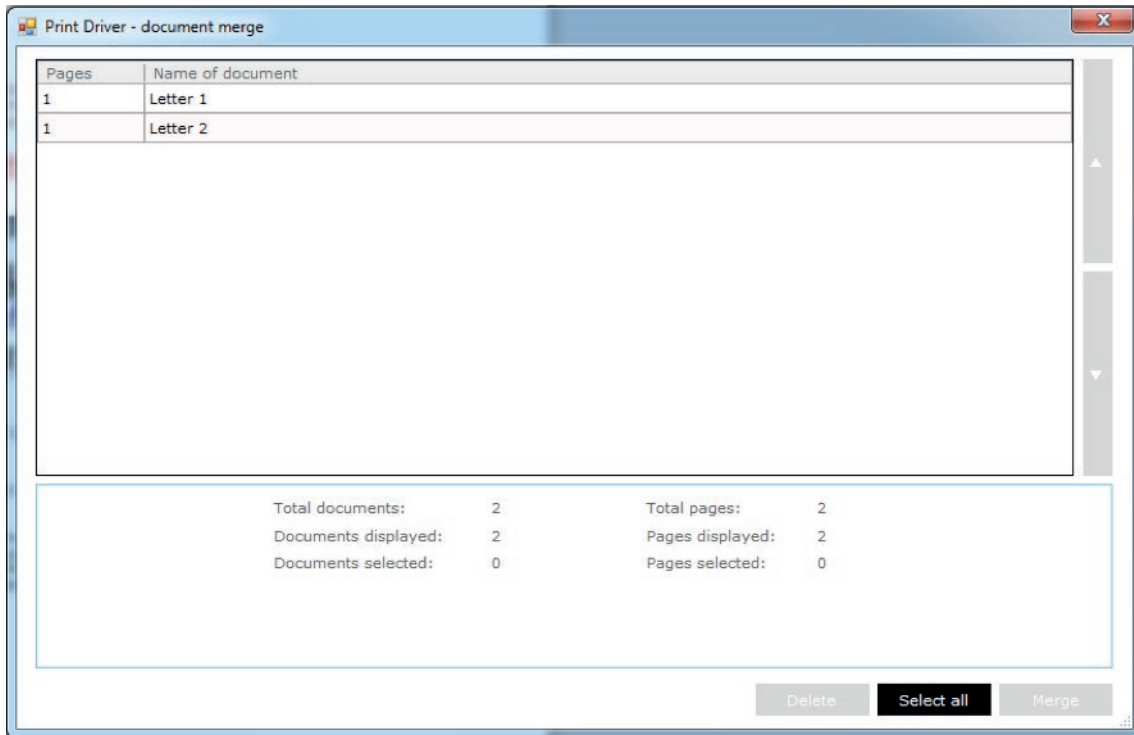 Print Driver - document merge
Pages Name of document
1 Letter 1
1 Letter 2
Total documents: 2 Total pages: 2
Documents displayed: 2 Pages displayed: 2
Documents selected: 0 Pages selected: 0
Delete Select all Merge